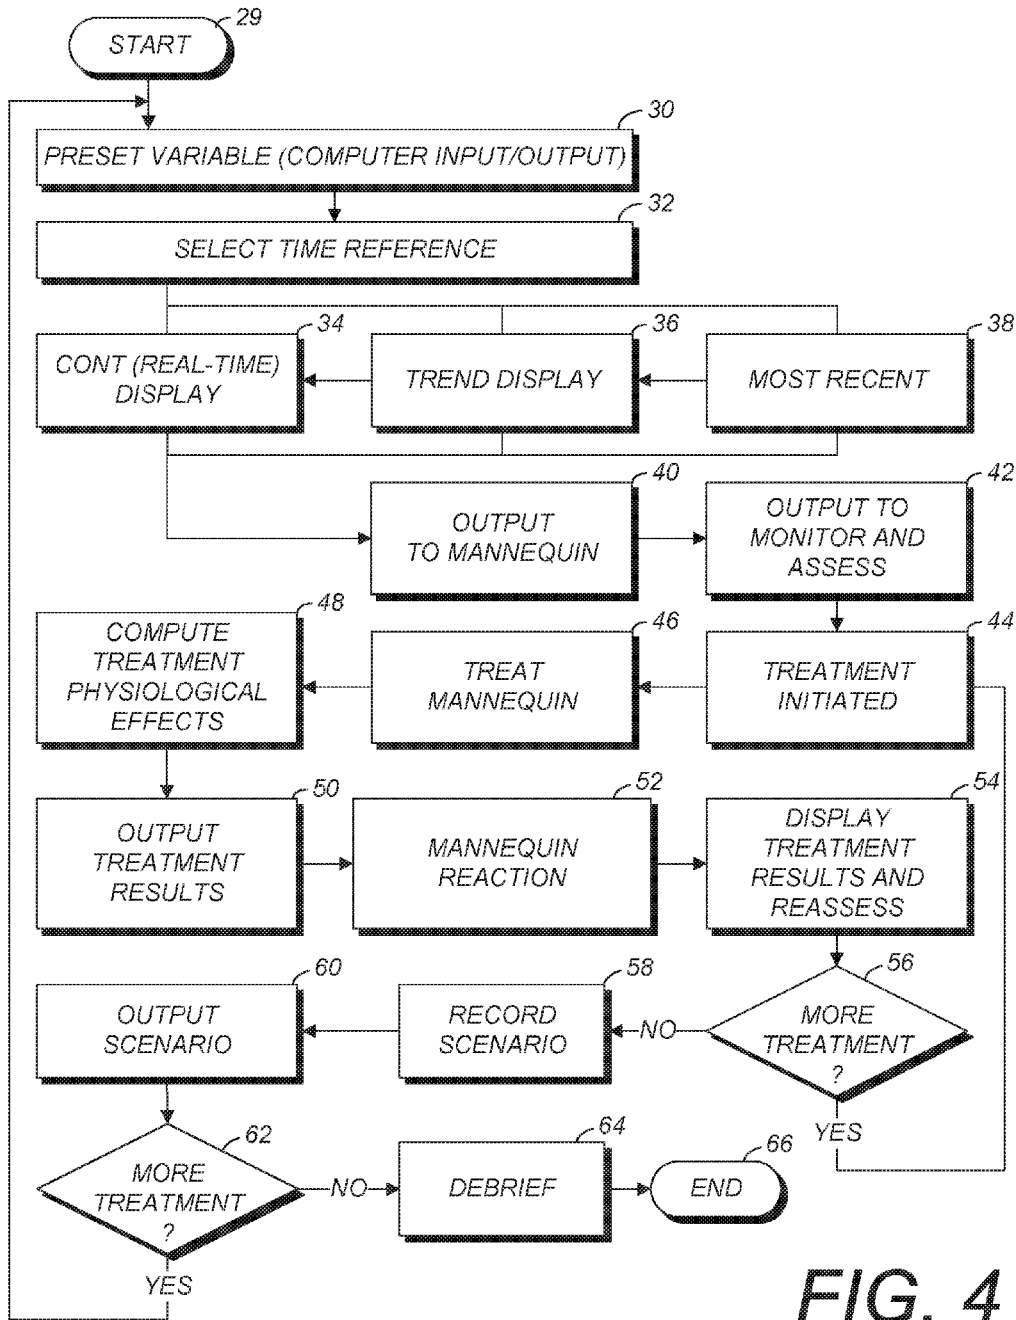 START
29
30
PRESET VARIABLE (COMPUTER INPUT/OUTPUT)
32
SELECT TIME REFERENCE
34
CONT (REAL-TIME)
DISPLAY
36
TREND DISPLAY
38
MOST RECENT
40
OUTPUT
TO MANNEQUIN
42
OUTPUT TO
MONITOR AND
ASSESS
48
COMPUTE
TREATMENT
PHYSIOLOGICAL
EFFECTS
46
TREAT
MANNEQUIN
44
TREATMENT
INITIATED
50
OUTPUT
TREATMENT
RESULTS
52
MANNEQUIN
REACTION
54
DISPLAY
TREATMENT
RESULTS AND
REASSESS
60
OUTPUT
SCENARIO
58
RECORD
SCENARIO
NO
56
MORE
TREATMENT
?
YES
62
MORE
TREATMENT
?
NO
64
DEBRIEF
66
END
YES
FIG. 4